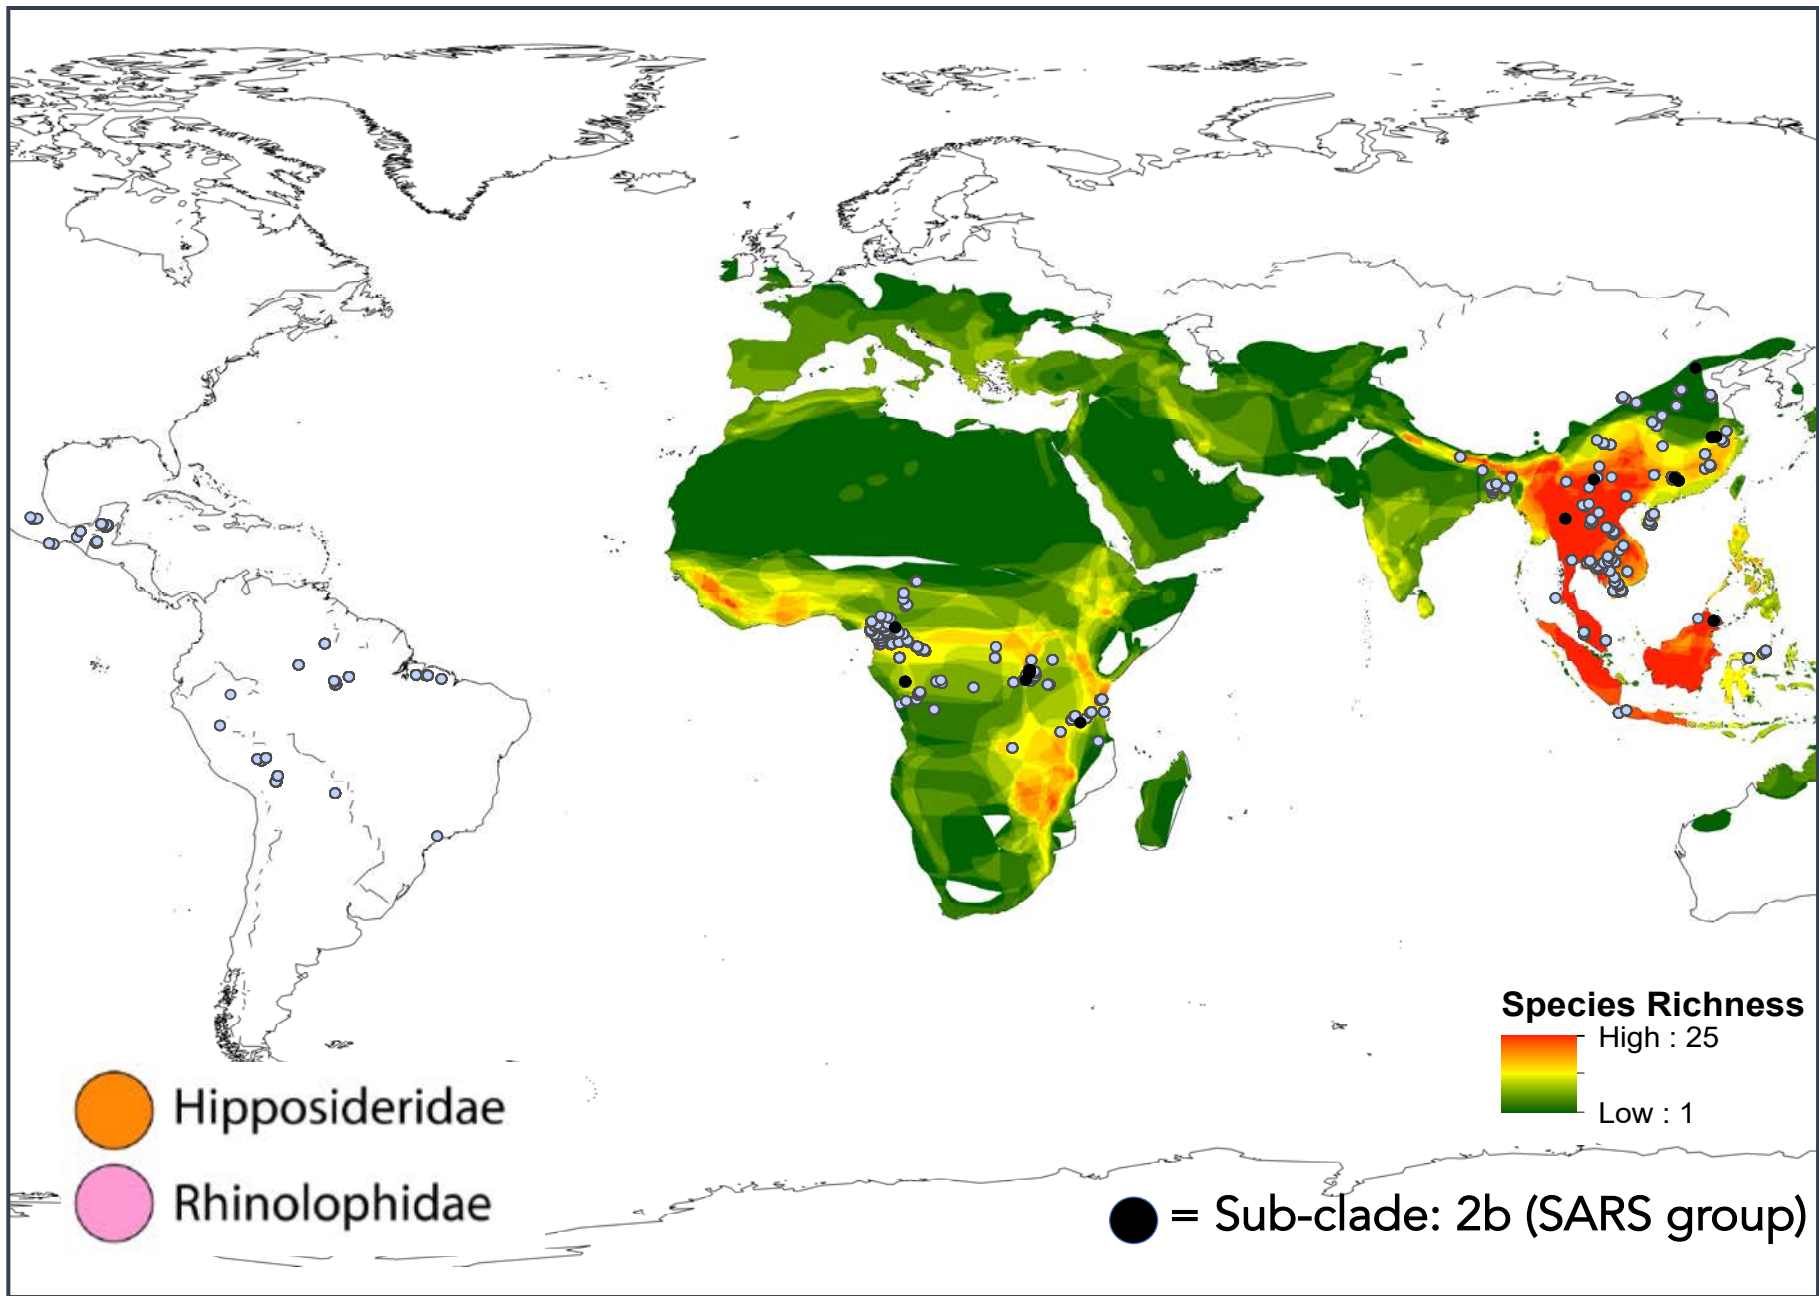 Species Richness
High : 25
Low : 1
Hipposideridae
Rhinolophidae
= Sub-clade: 2b (SARS group)